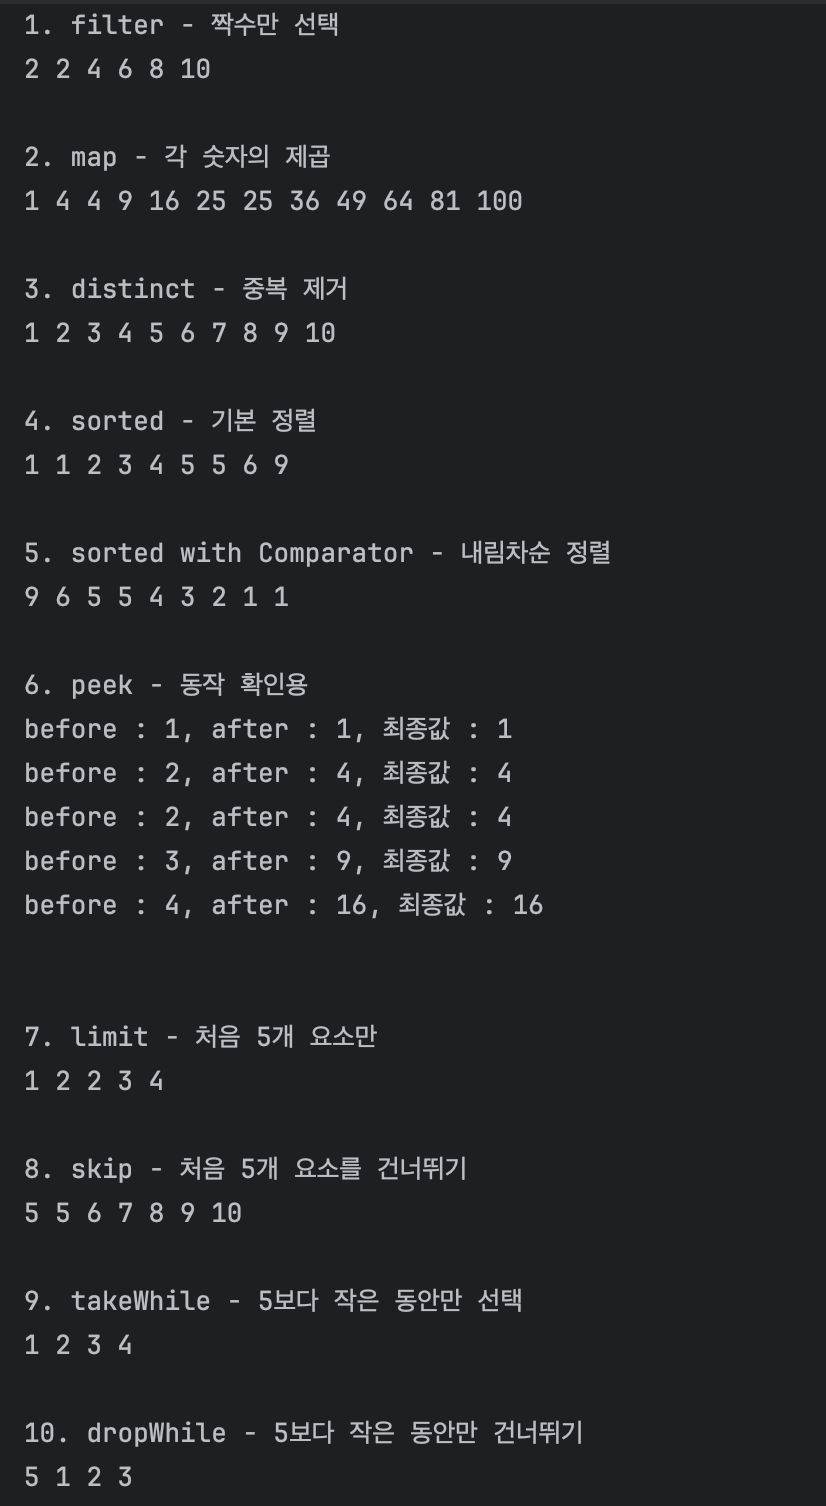 1. filter - 짝수만 선택
2 2 4 6 8 10
2. map - 각 숫자의 제곱
1 4 4 9 16 25 25 36 49 64 81 100
3. distinct - 중복 제거
1 2 3 4 5 6 7 8 9 10
4. sorted - 기본 정렬
1 1 2 3 4 5 5 6 9
5. sorted with Comparator - 내림차순 정렬
9 6 5 5 4 3 2 1 1
6. peek - 동작 확인용
before : 1, after : 1, 최종값 : 1
before : 2, after : 4, 최종값 : 4
before : 2, after : 4, 최종값 : 4
before : 3, after : 9, 최종값 : 9
before : 4, after : 16, 최종값 : 16
7. limit - 처음 5개 요소만
1 2 2 3 4
8. skip - 처음 5개 요소를 건너뛰기
5 5 6 7 8 9 10
9. takeWhile - 5보다 작은 동안만 선택
1 2 3 4
10. dropWhile - 5보다 작은 동안만 건너뛰기
5 1 2 3